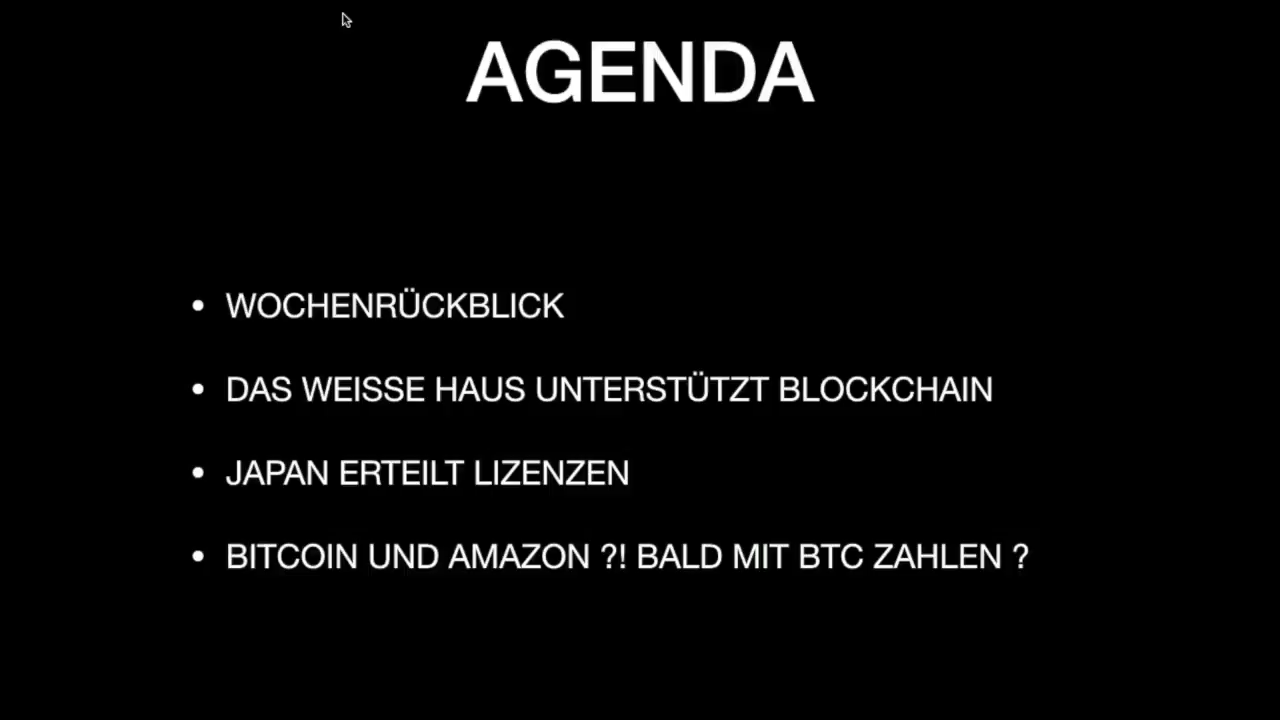 AGENDA
• WOCHENRÜCKBLICK
• DAS WEISSE HAUS UNTERSTÜTZT BLOCKCHAIN
• JAPAN ERTEILT LIZENZEN
• BITCOIN UND AMAZON ?! BALD MIT BTC ZAHLEN ?